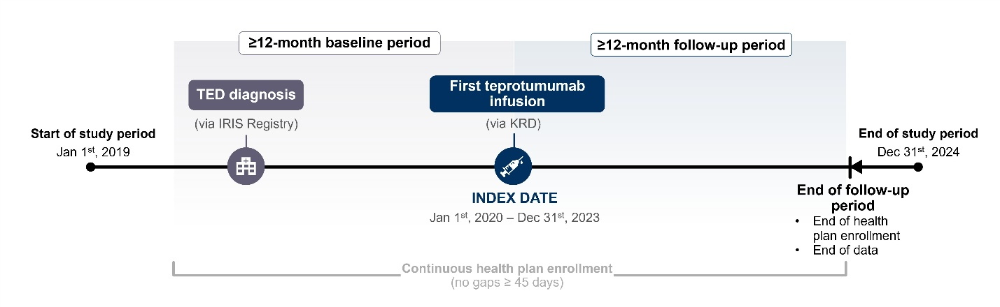 ≥12-month baseline period
≥12-month follow-up period
TED diagnosis
(via IRIS Registry)
First teprotumumab
infusion
(via KRD)
Start of study period
Jan 1st, 2019
End of study period
Dec 31st, 2024
INDEX DATE
Jan 1st, 2020 – Dec 31st, 2023
End of follow-up
period
• End of health
plan enrollment
• End of data
Continuous health plan enrollment
(no gaps ≥ 45 days)